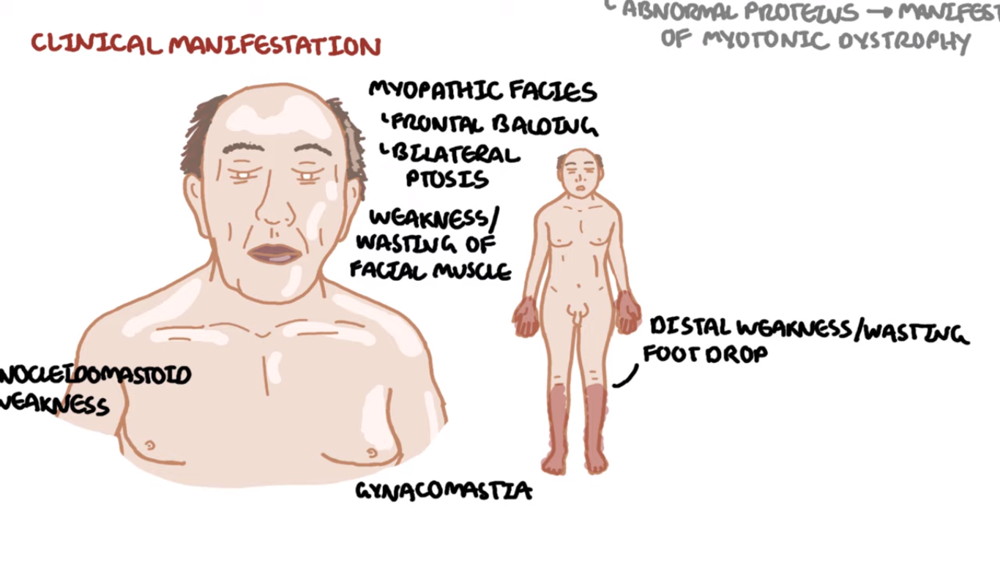 ABNORMAL PROTEINS → MANIFEST
OF MYOTONIC DYSTROPHY
CLINICAL MANIFESTATION
MYOPATHIC FACIES
FRONTAL BALDING
BILATERAL
PTOSIS
WEAKNESS/
WASTING OF
FACIAL MUSCLE
DISTAL WEAKNESS/WASTING
FOOT DROP
NOCLEIDOMASTOID
WEAKNESS
GYNACOMASTIA